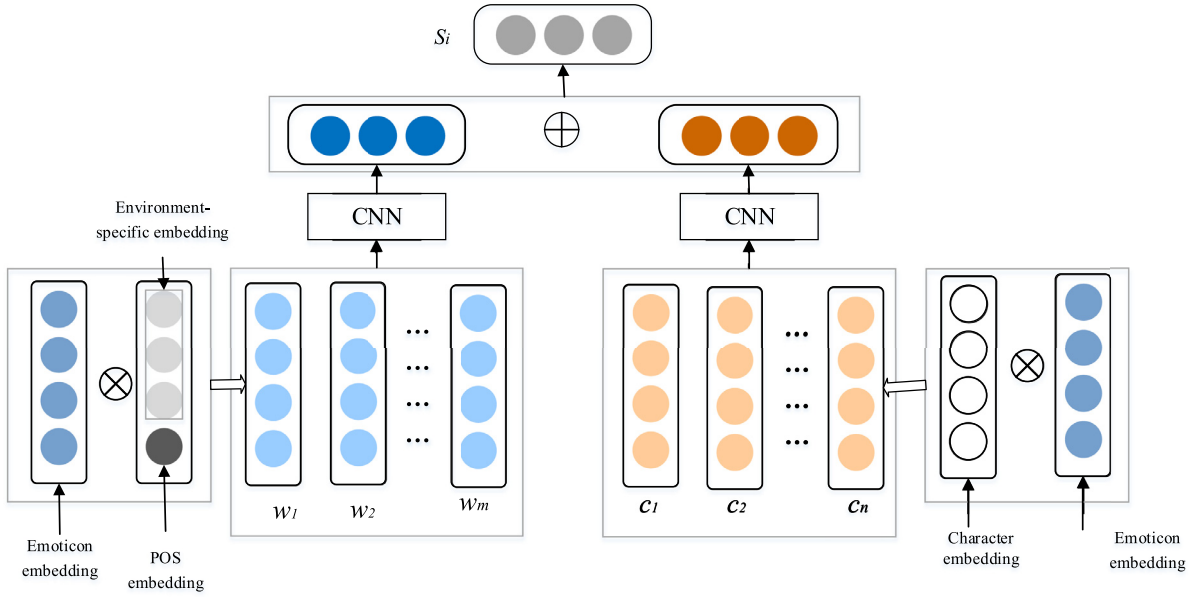 Si
CNN
CNN
Environment-
specific embedding
...
...
...
...
...
...
...
...
w1
w2
wm
c1
c2
cn
Emoticon
embedding
POS
embedding
Character
embedding
Emoticon
embedding